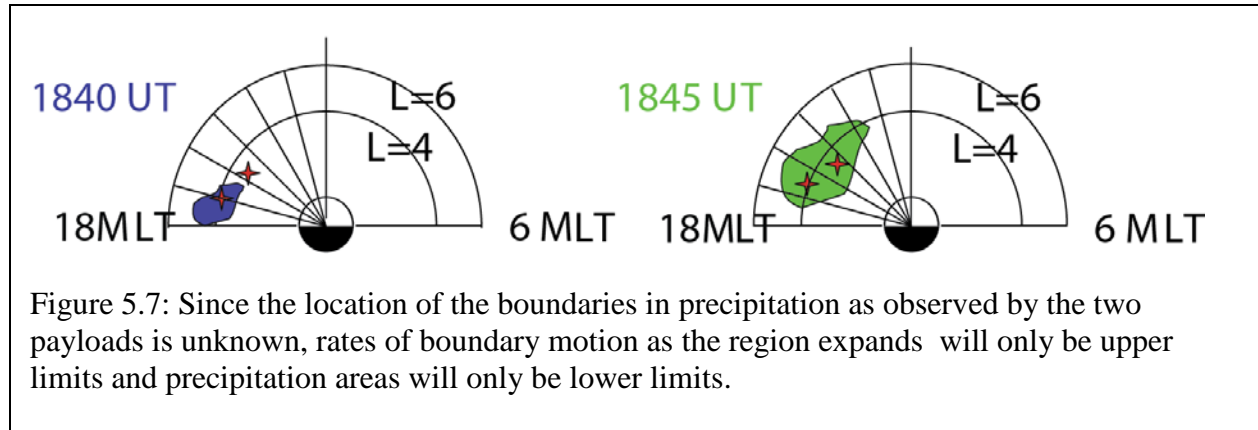 1840 UT
L=6
L=4
18MLT
6 MLT
1845 UT
L=6
L=4
18MLT
6 MLT
Figure 5.7: Since the location of the boundaries in precipitation as observed by the two
payloads is unknown, rates of boundary motion as the region expands  will only be upper
limits and precipitation areas will only be lower limits.